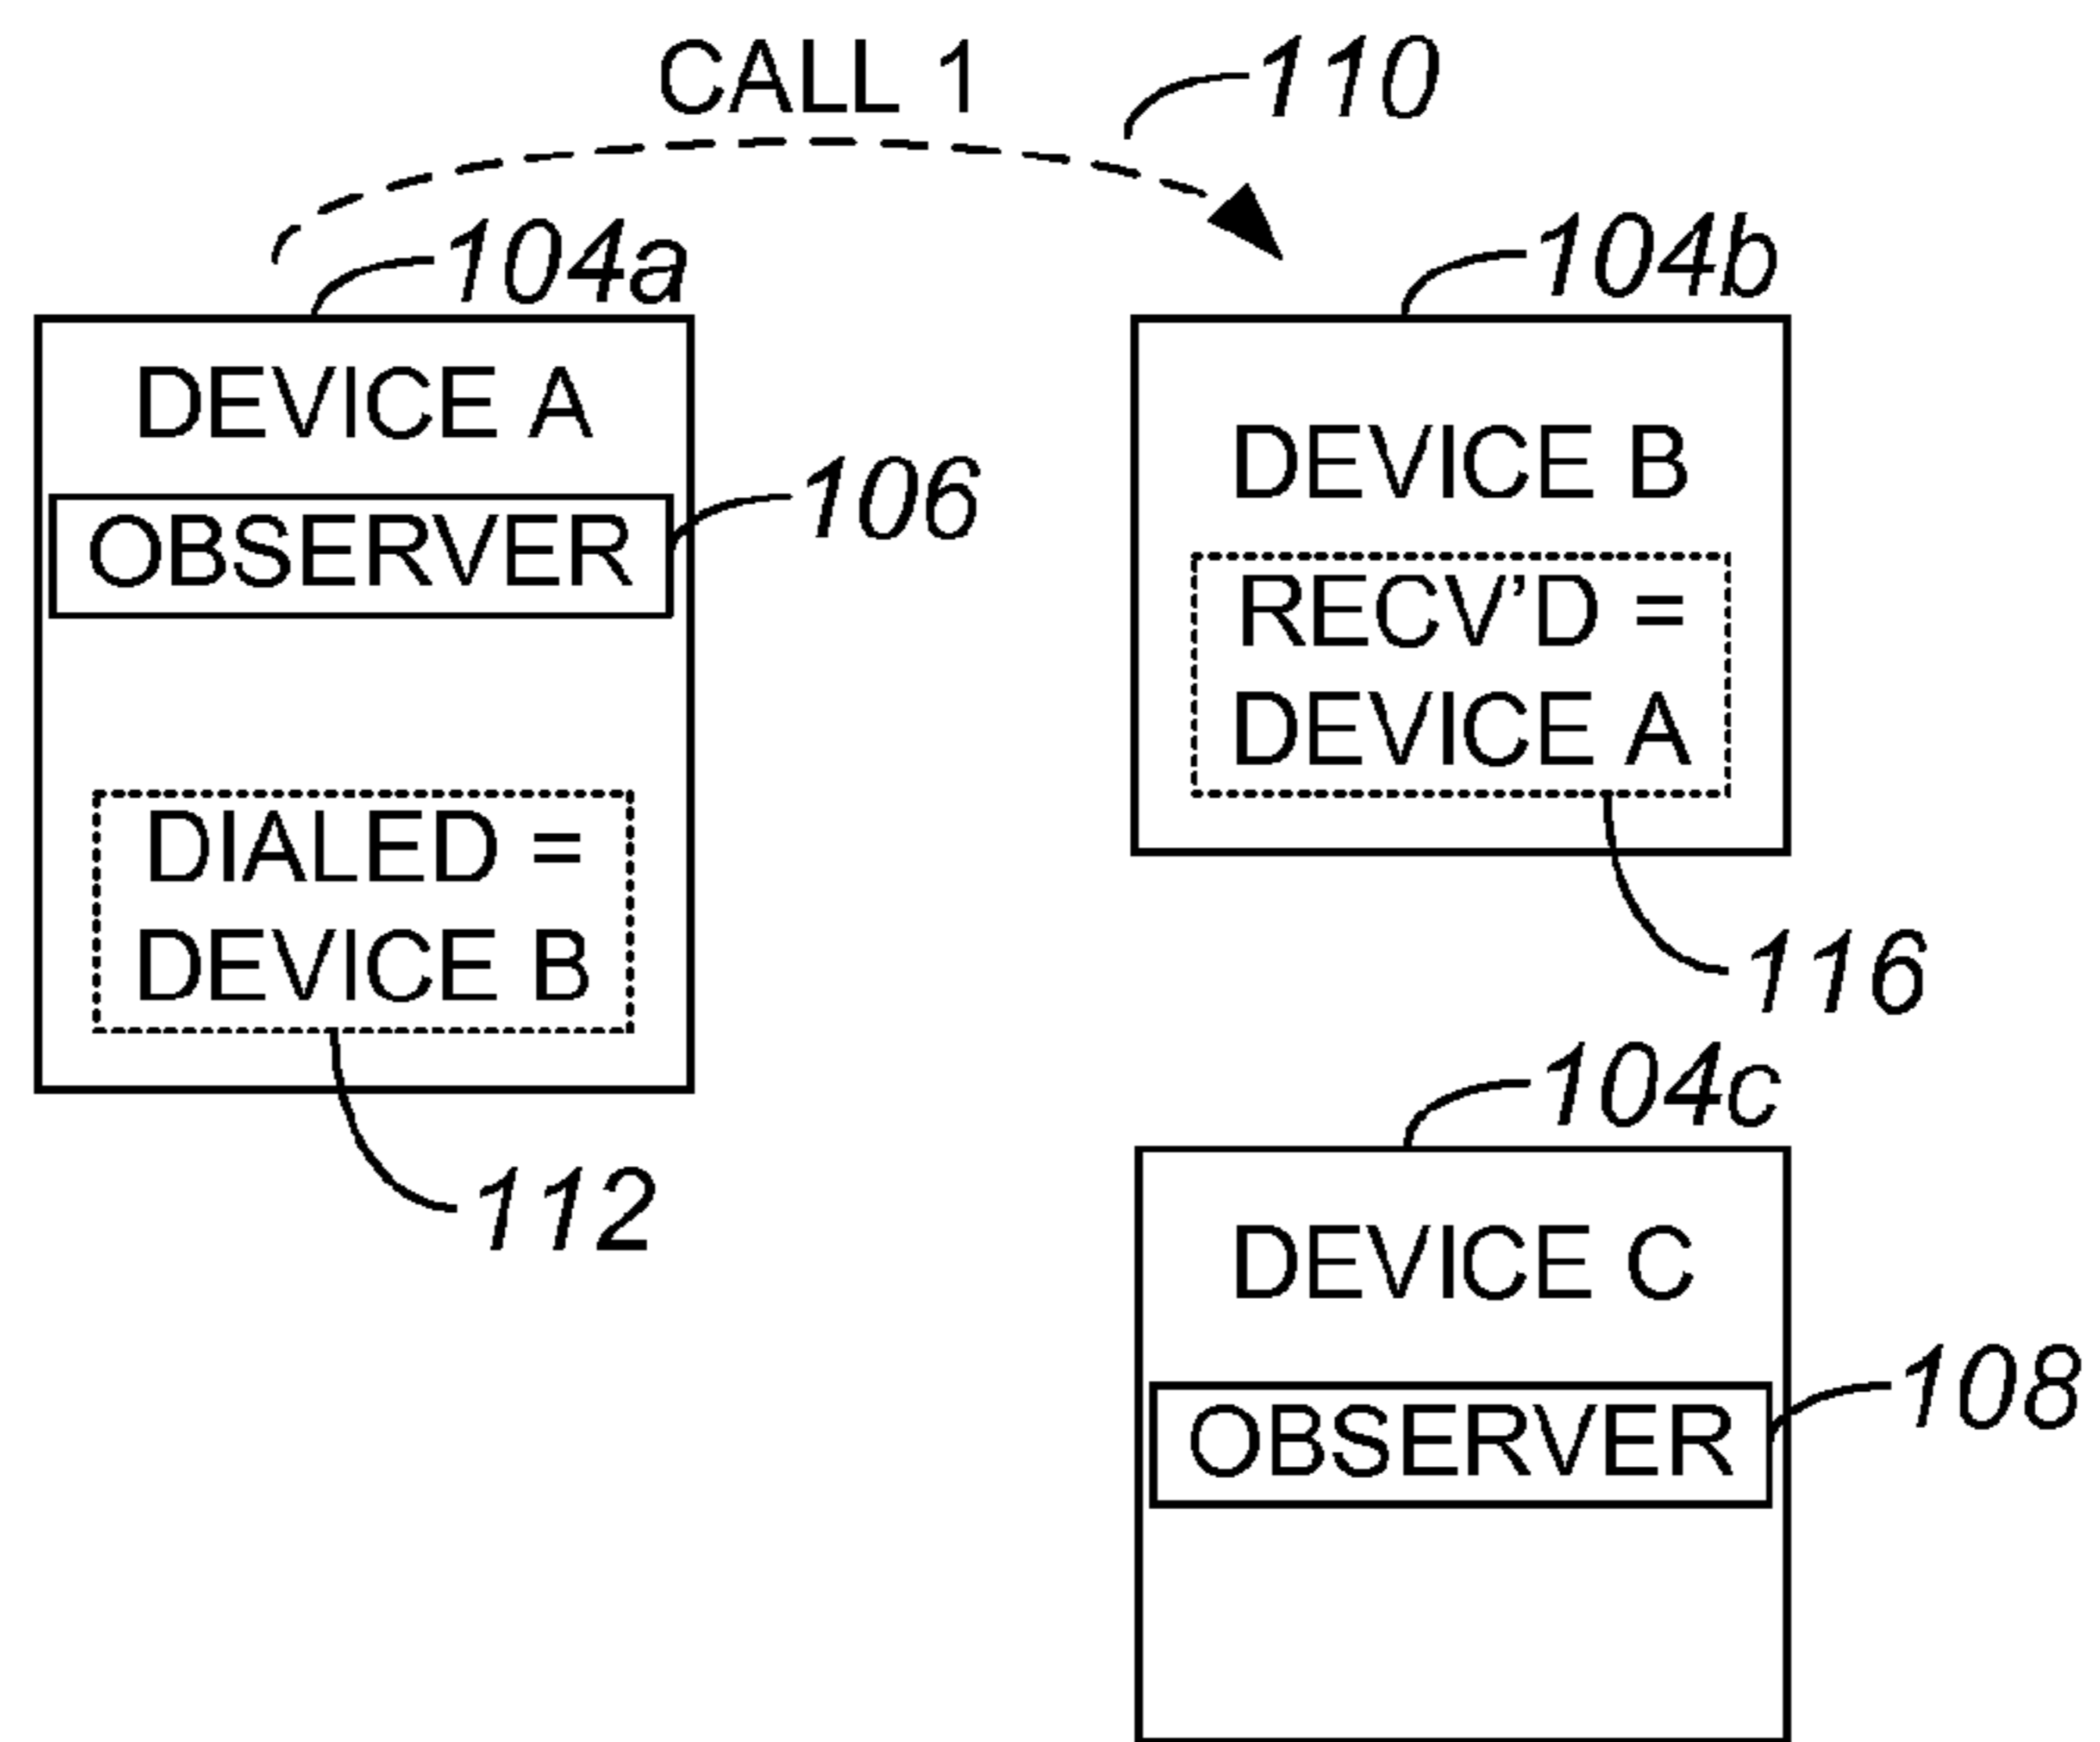 CALL 1
110
104a
104b
DEVICE A
OBSERVER
106
DIALED =
DEVICE B
112
DEVICE B
RECV’D =
DEVICE A
116
104c
DEVICE C
OBSERVER
108